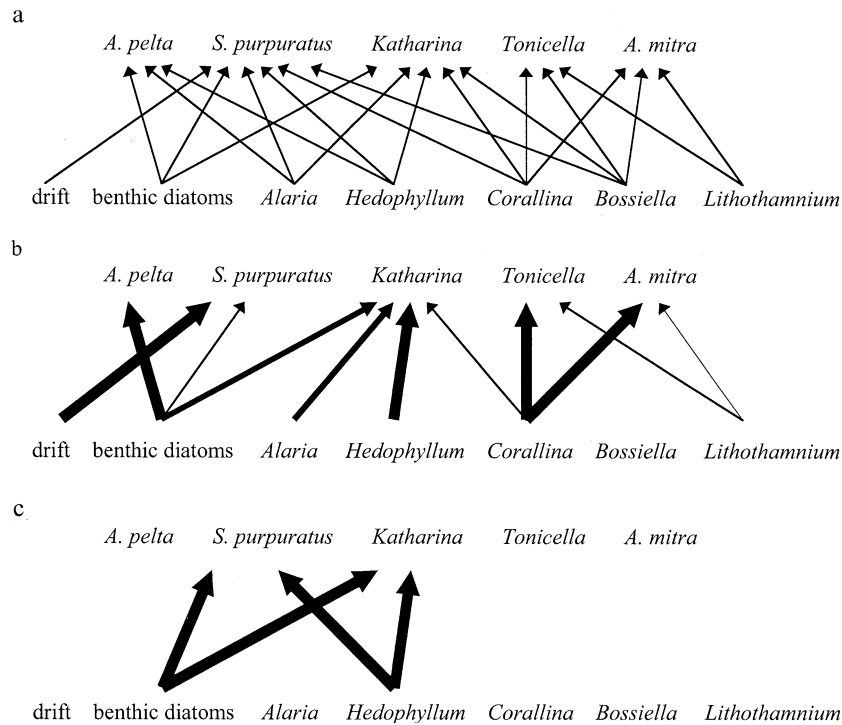 a
A. pelta S. purpuratus Katharina Tonicella A. mitra
drift benthic diatoms Alaria Hedophyllum Corallina Bossiella Lithothamnium
b
A. pelta S. purpuratus Katharina Tonicella A. mitra
drift benthic diatoms Alaria Hedophyllum Corallina Bossiella Lithothamnium
c
A. pelta S. purpuratus Katharina Tonicella A. mitra
drift benthic diatoms Alaria Hedophyllum Corallina Bossiella Lithothamnium